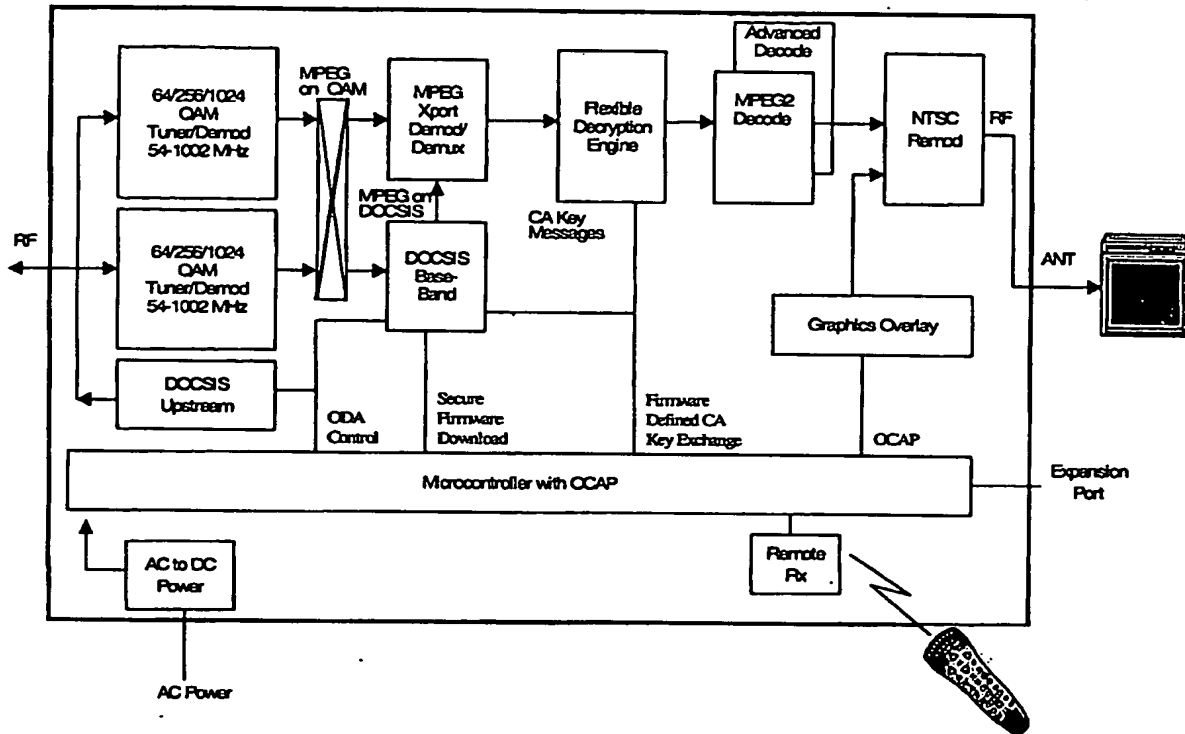 Advanced
Decode
64/256/1024
QAM
Tuner/Demod
54-1002 MHz
MPEG
on QAM
MPEG
Xport
Demod/
Demux
Flexible
Decryption
Engine
MPEG2
Decode
NTSC
Remod
RF
MPEG on
DOCSIS
CA Key
Messages
RF
64/256/1024
QAM
Tuner/Demod
54-1002 MHz
DOCSIS
Base-
Band
ANT
Graphics Overlay
DOCSIS
Upstream
ODA
Control
Secure
Firmware
Download
Firmware
Defined CA
Key Exchange
OCAP
Microcontroller with OCAP
Expansion
Port
AC to DC
Power
Remote
Rx
AC Power